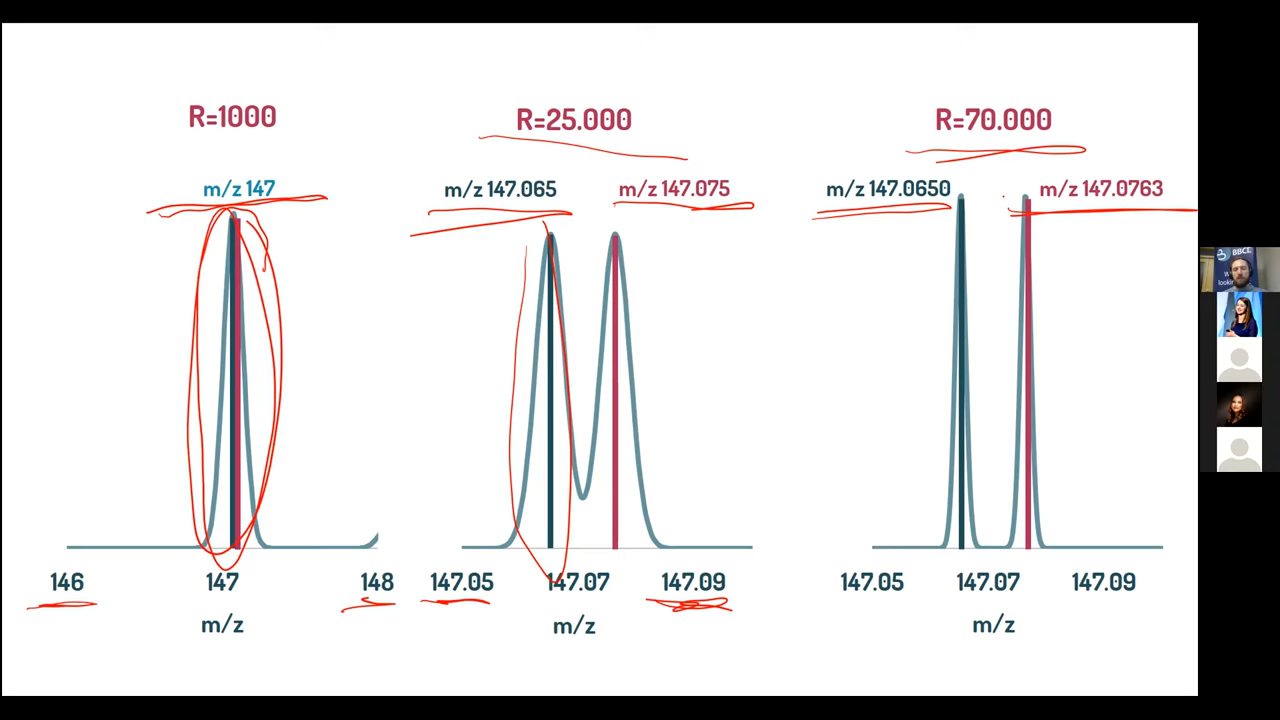 R=1000
m/z 147
146 147 148
m/z
R=25.000
m/z 147.065 m/z 147.075
147.05 147.07 147.09
m/z
R=70.000
m/z 147.0650 m/z 147.0763
147.05 147.07 147.09
m/z
BBCE